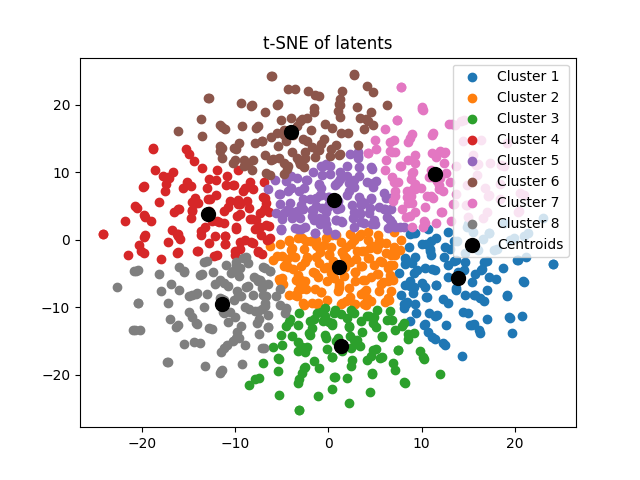 t-SNE of latents
20
10
0
−10
−20
−20
−10
0
10
20
Cluster 1
Cluster 2
Cluster 3
Cluster 4
Cluster 5
Cluster 6
Cluster 7
Cluster 8
Centroids